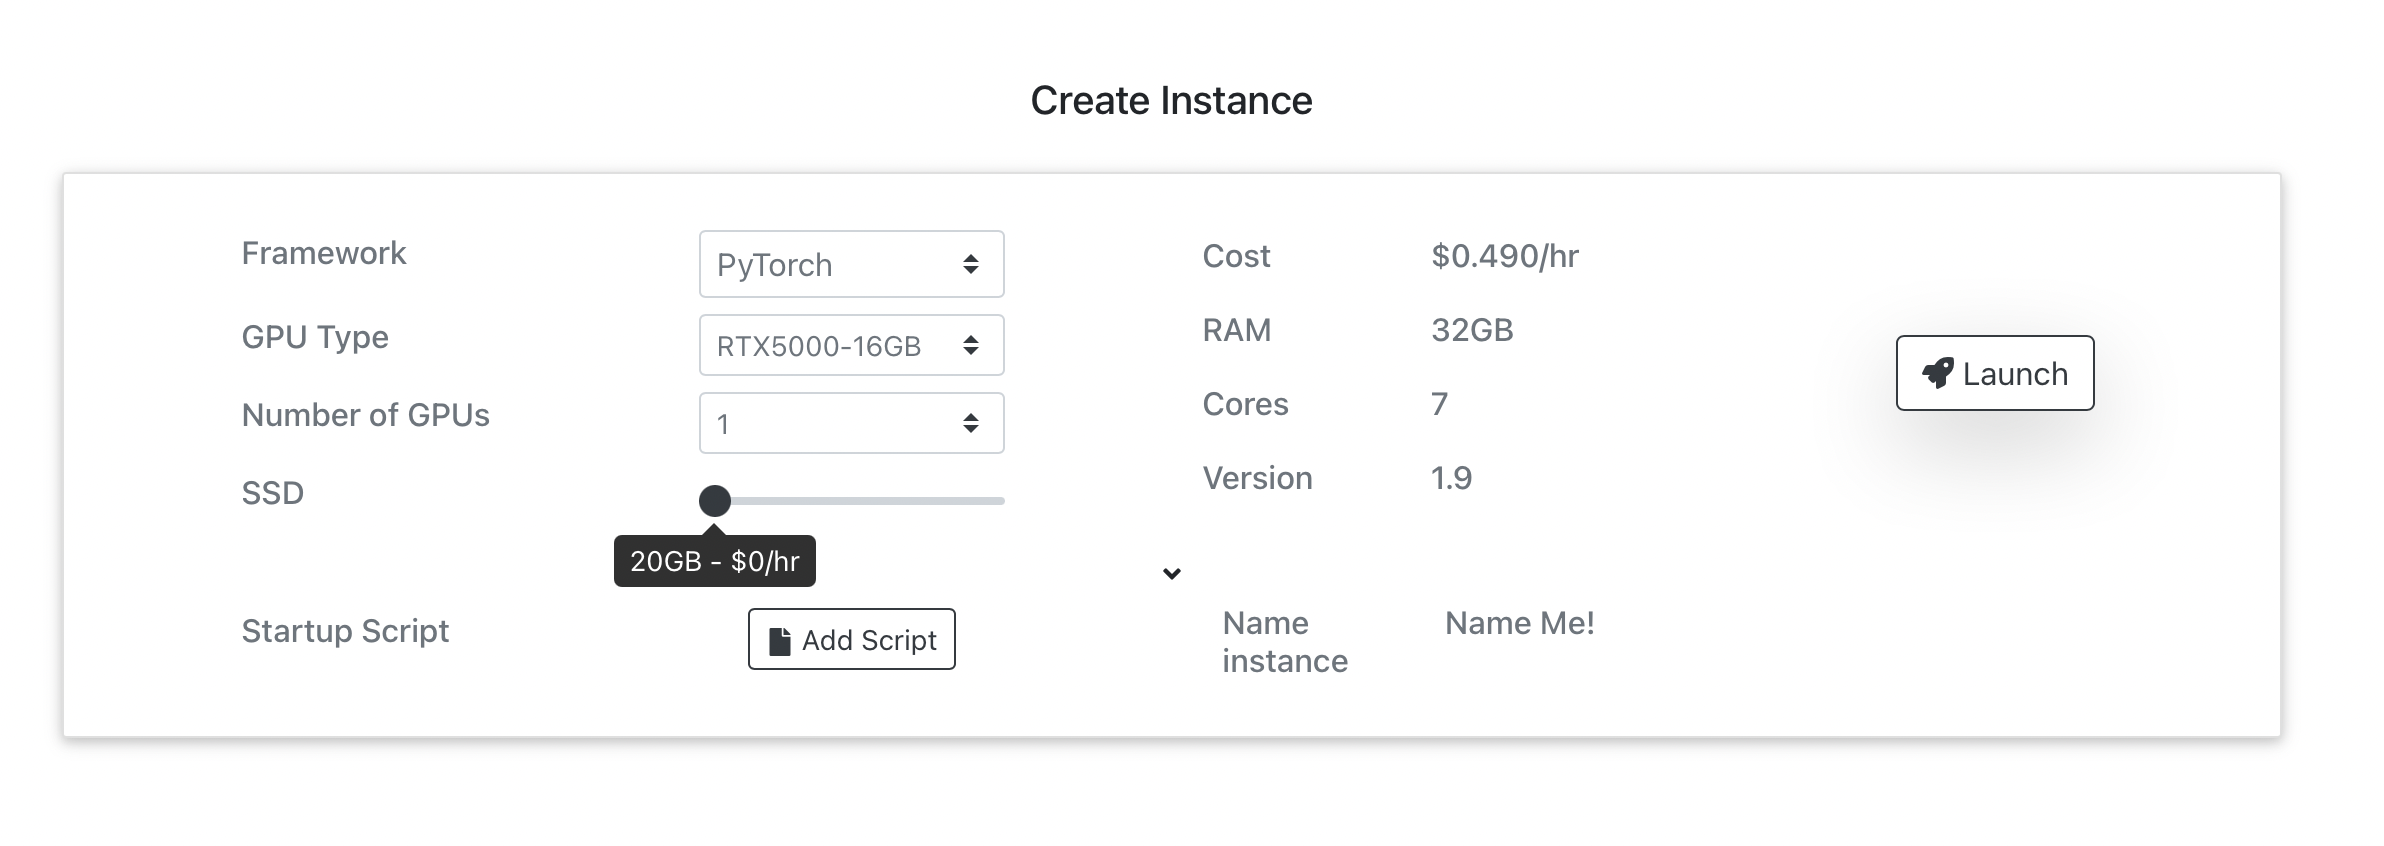 Create Instance
Framework
PyTorch
GPU Type
RTX5000-16GB
Number of GPUs
1
SSD
20GB - $0/hr
Startup Script
Add Script
Cost
$0.490/hr
RAM
32GB
Cores
7
Version
1.9
Name
instance
Name Me!
Launch